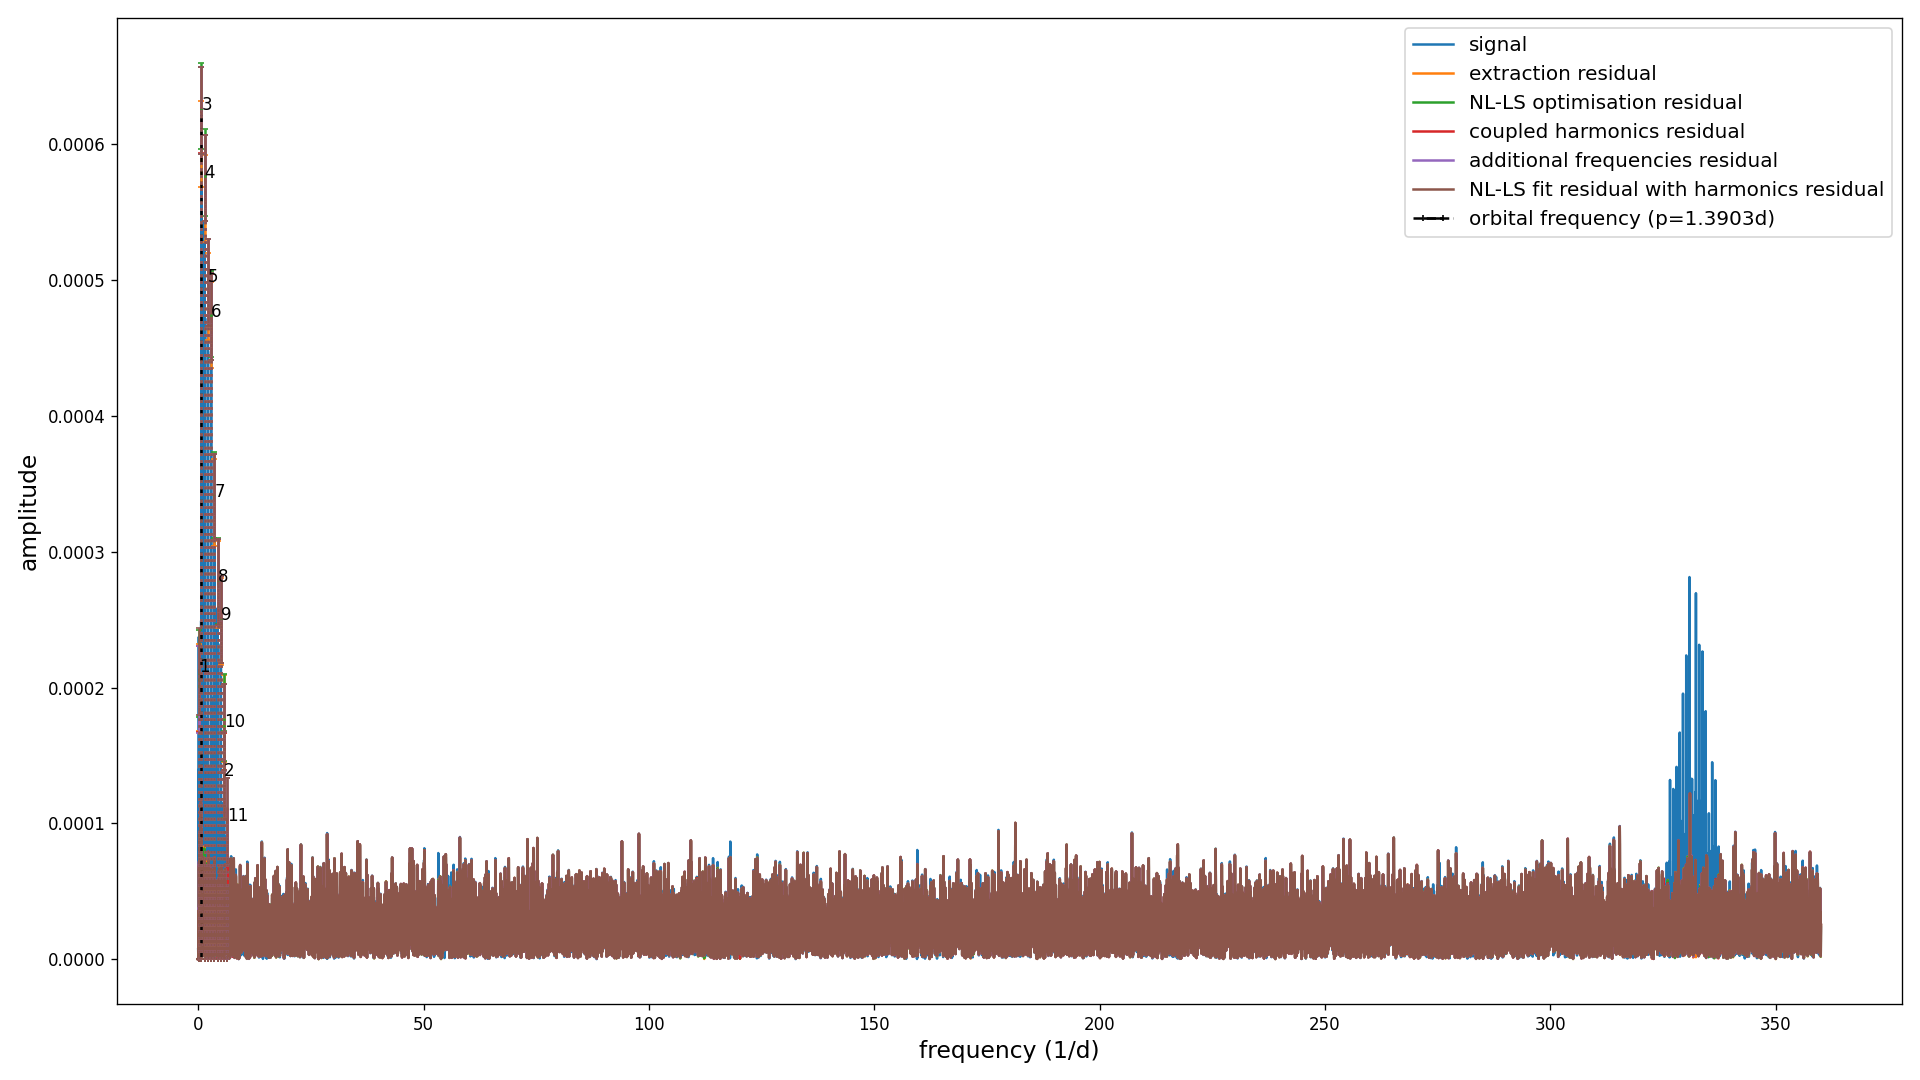 signal
extraction residual
NL-LS optimisation residual
coupled harmonics residual
additional frequencies residual
NL-LS fit residual with harmonics residual
orbital frequency (p=1.3903d)
amplitude
0.0006
0.0005
0.0004
0.0003
0.0002
0.0001
0.0000
3
4
5
6
7
8
9
1
10
2
11
0
50
100
150
200
250
300
350
frequency (1/d)